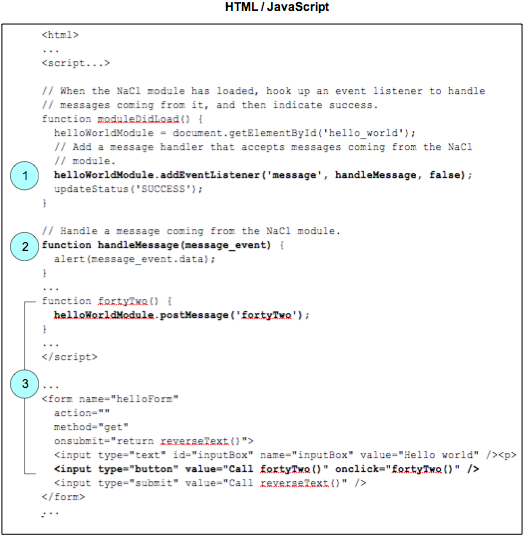 HTML / JavaScript
<html>
...
<script...>
// When the NaCl module has loaded, hook up an event listener to handle
// messages coming from it, and then indicate success.
function moduleDidLoad() {
helloWorldModule = document.getElementById('hello_world');
// Add a message handler that accepts messages coming from the NaCl
// module.
1 helloWorldModule.addEventListener('message', handleMessage, false);
updateStatus('SUCCESS');
}
// Handle a message coming from the NaCl module.
2 function handleMessage(message_event) {
alert(message_event.data);
}
...
function fortyTwo() {
helloWorldModule.postMessage('fortyTwo');
}
...
</script>
3 ...
<form name="helloForm"
action=""
method="get"
onsubmit="return reverseText()">
<input type="text" id="inputBox" name="inputBox" value="Hello world" /><p>
<input type="button" value="Call fortyTwo()" onclick="fortyTwo()" />
<input type="submit" value="Call reverseText()" />
</form>
...